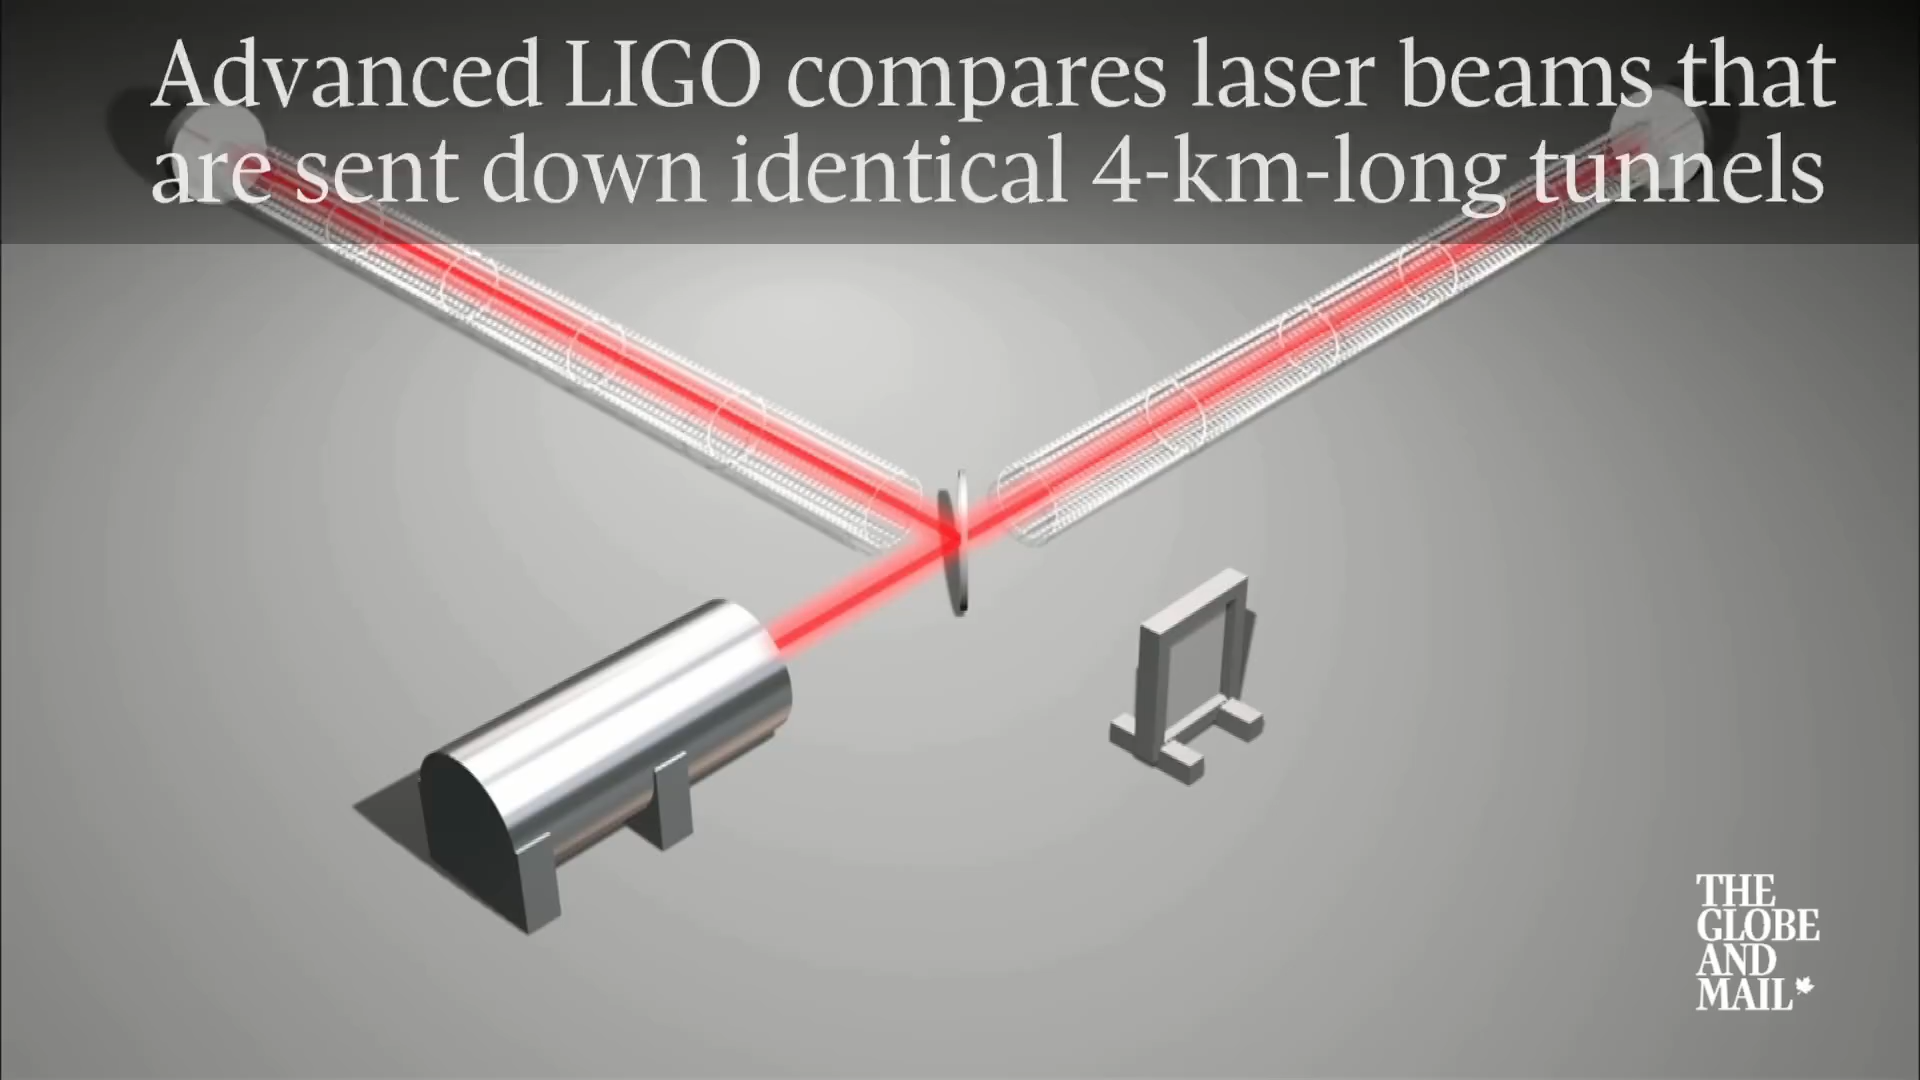 Advanced LIGO compares laser beams that
are sent down identical 4-km-long tunnels
THE
GLOBE
AND
MAIL